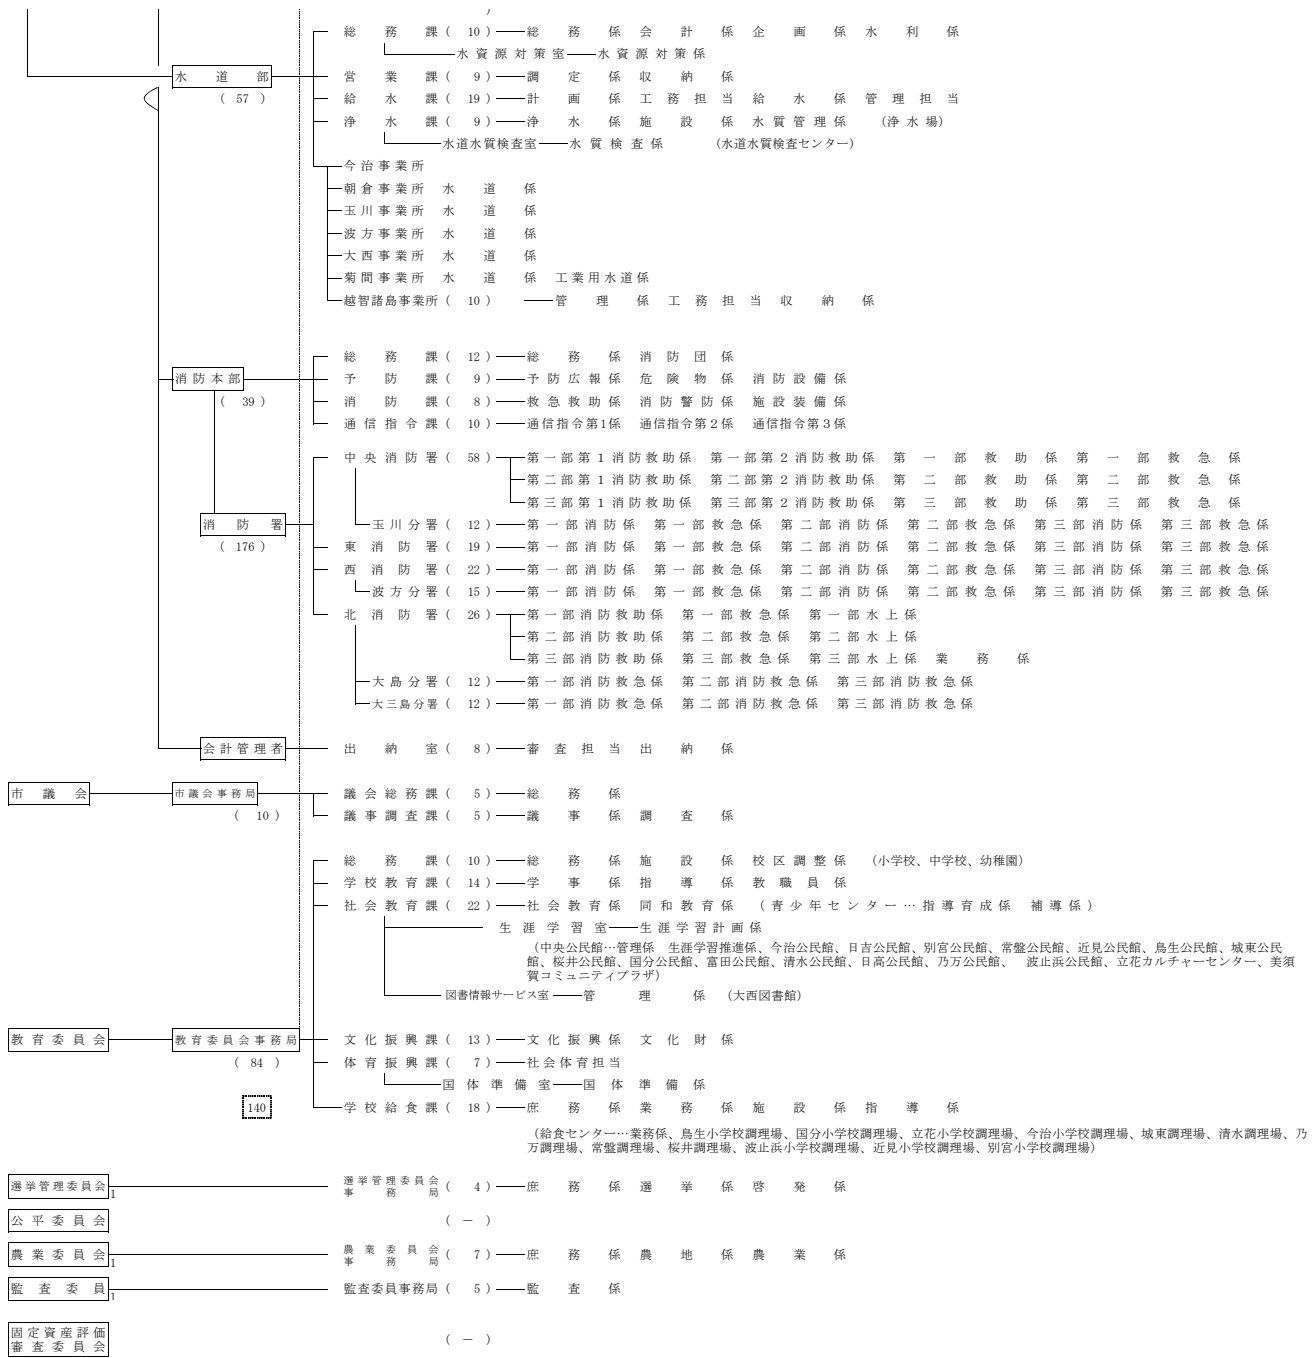 総務課( 10 ) 総務係 会計係 企画係 水利係
水資源対策室 水資源対策係
水道部 営業課( 9 ) 調定係 収納係
( 57 ) 給水課( 19 ) 計画係 工務担当 給水係 管理担当
浄水課( 9 ) 浄水係 施設係 水質管理係 (浄水場)
水道水質検査室 水質検査係 (水道水質検査センター)
今治事業所
朝倉事業所 水道係
玉川事業所 水道係
波方事業所 水道係
大西事業所 水道係
菊間事業所 水道係 工業用水道係
越智諸島事業所( 10 ) 管理係 工務担当 収納係
総務課( 12 ) 総務係 消防団係
消防本部 予防課( 9 ) 予防広報係 危険物係 消防設備係
( 39 ) 消防課( 8 ) 救急救助係 消防警防係 施設装備係
通信指令課( 10 ) 通信指令第1係 通信指令第2係 通信指令第3係
中央消防署( 58 ) 第一部第1消防救助係 第一部第2消防救助係 第一部救助係 第一部救急係
第二部第1消防救助係 第二部第2消防救助係 第二部救助係 第二部救急係
第三部第1消防救助係 第三部第2消防救助係 第三部救助係 第三部救急係
消防署 玉川分署( 12 ) 第一部消防係 第一部救急係 第二部消防係 第二部救急係 第三部消防係 第三部救急係
( 176 ) 東消防署( 19 ) 第一部消防係 第一部救急係 第二部消防係 第二部救急係 第三部消防係 第三部救急係
西消防署( 22 ) 第一部消防係 第一部救急係 第二部消防係 第二部救急係 第三部消防係 第三部救急係
波方分署( 15 ) 第一部消防係 第一部救急係 第二部消防係 第二部救急係 第三部消防係 第三部救急係
北消防署( 26 ) 第一部消防救助係 第一部救急係 第一部水上係
第二部消防救助係 第二部救急係 第二部水上係
第三部消防救助係 第三部救急係 第三部水上係 業務係
大島分署( 12 ) 第一部消防救急係 第二部消防救急係 第三部消防救急係
大三島分署( 12 ) 第一部消防救急係 第二部消防救急係 第三部消防救急係
会計管理者 出納室( 8 ) 審査担当 出納係
市議会 市議会事務局 議会総務課( 5 ) 総務係
( 10 ) 議事調査課( 5 ) 議事係 調査係
総務課( 10 ) 総務係 施設係 校区調整係 (小学校、中学校、幼稚園)
学校教育課( 14 ) 学事係 指導係 教職員係
社会教育課( 22 ) 社会教育係 同和教育係 (青少年センター…指導育成係 補導係)
生涯学習室 生涯学習計画係
(中央公民館…管理係 生涯学習推進係、今治公民館、日吉公民館、別宮公民館、常盤公民館、近見公民館、鳥生公民館、城東公民
館、桜井公民館、国分公民館、富田公民館、清水公民館、日高公民館、乃万公民館、 波止浜公民館、立花カルチャーセンター、美須
賀コミュニティプラザ)
図書情報サービス室 管理係 (大西図書館)
教育委員会 教育委員会事務局 文化振興課( 13 ) 文化振興係 文化財係
( 84 ) 体育振興課( 7 ) 社会体育担当
国体準備室 国体準備係
140 学校給食課( 18 ) 庶務係 業務係 施設係 指導係
(給食センター…業務係、鳥生小学校調理場、国分小学校調理場、立花小学校調理場、今治小学校調理場、城東調理場、清水調理場、乃
万調理場、常盤調理場、桜井調理場、波止浜小学校調理場、近見小学校調理場、別宮小学校調理場)
選挙管理委員会 1 選挙管理委員会
事務局 ( 4 ) 庶務係 選挙係 啓発係
公平委員会 ( － )
農業委員会 1 農業委員会
事務局 ( 7 ) 庶務係 農地係 農業係
監査委員 1 監査委員事務局( 5 ) 監査係
固定資産評価
審査委員会 ( － )